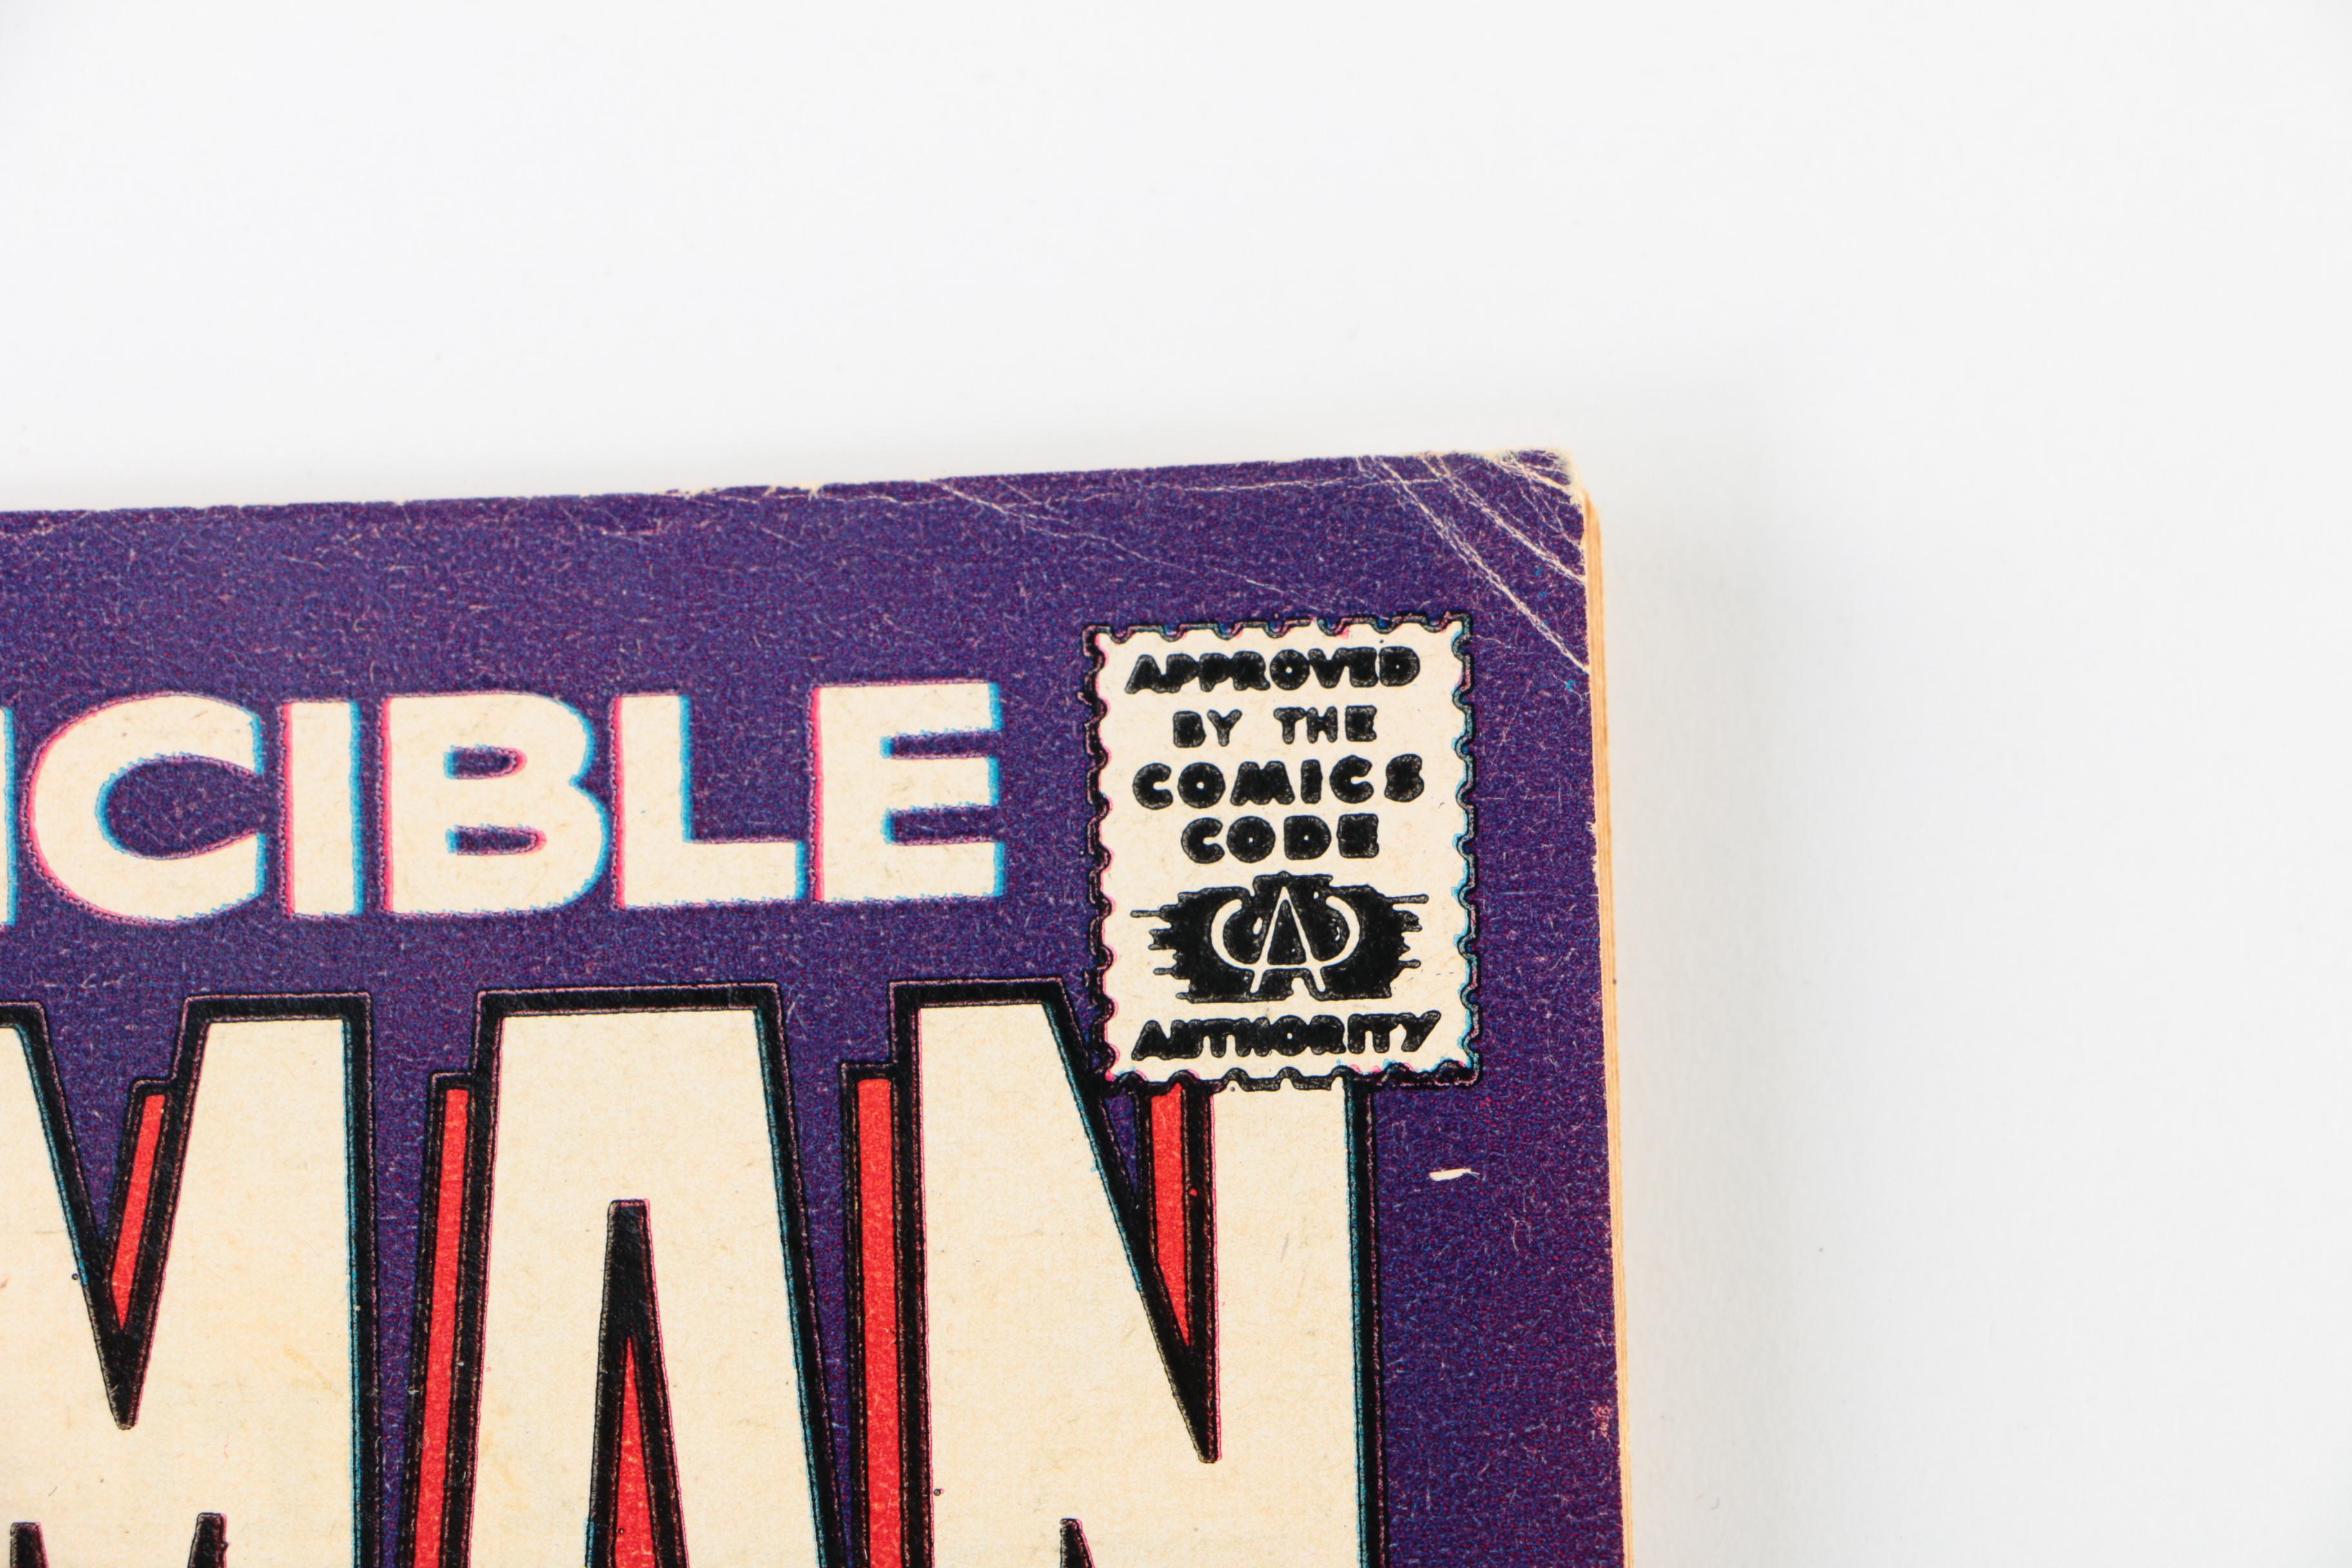 CIBLE
MAN
APPROVED
BY THE
COMICS
CODE
CA
AUTHORITY